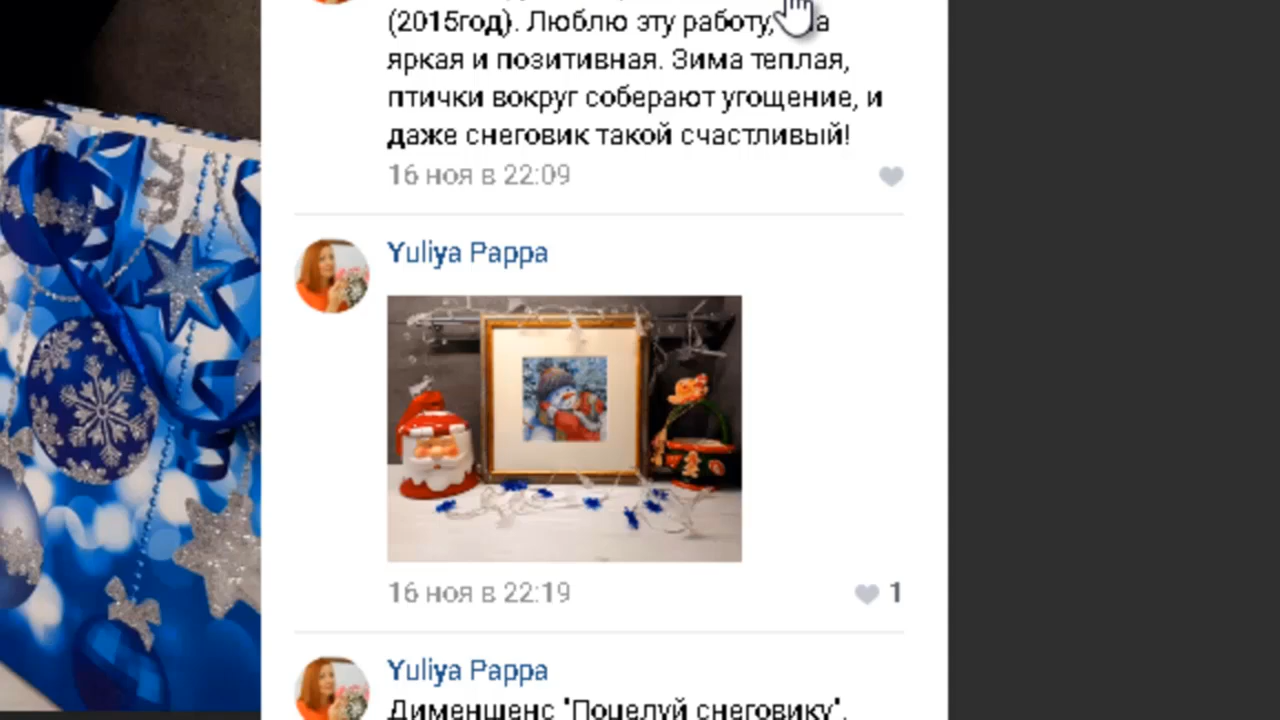 (2015год). Люблю эту работу,
яркая и позитивная. Зима теплая,
птички вокруг соберают угощение, и
даже снеговик такой счастливый!
16 ноя в 22:09
Yuliya Pappa
16 ноя в 22:19
1
Yuliya Pappa
Дименшенс "Поцелуй снеговику".